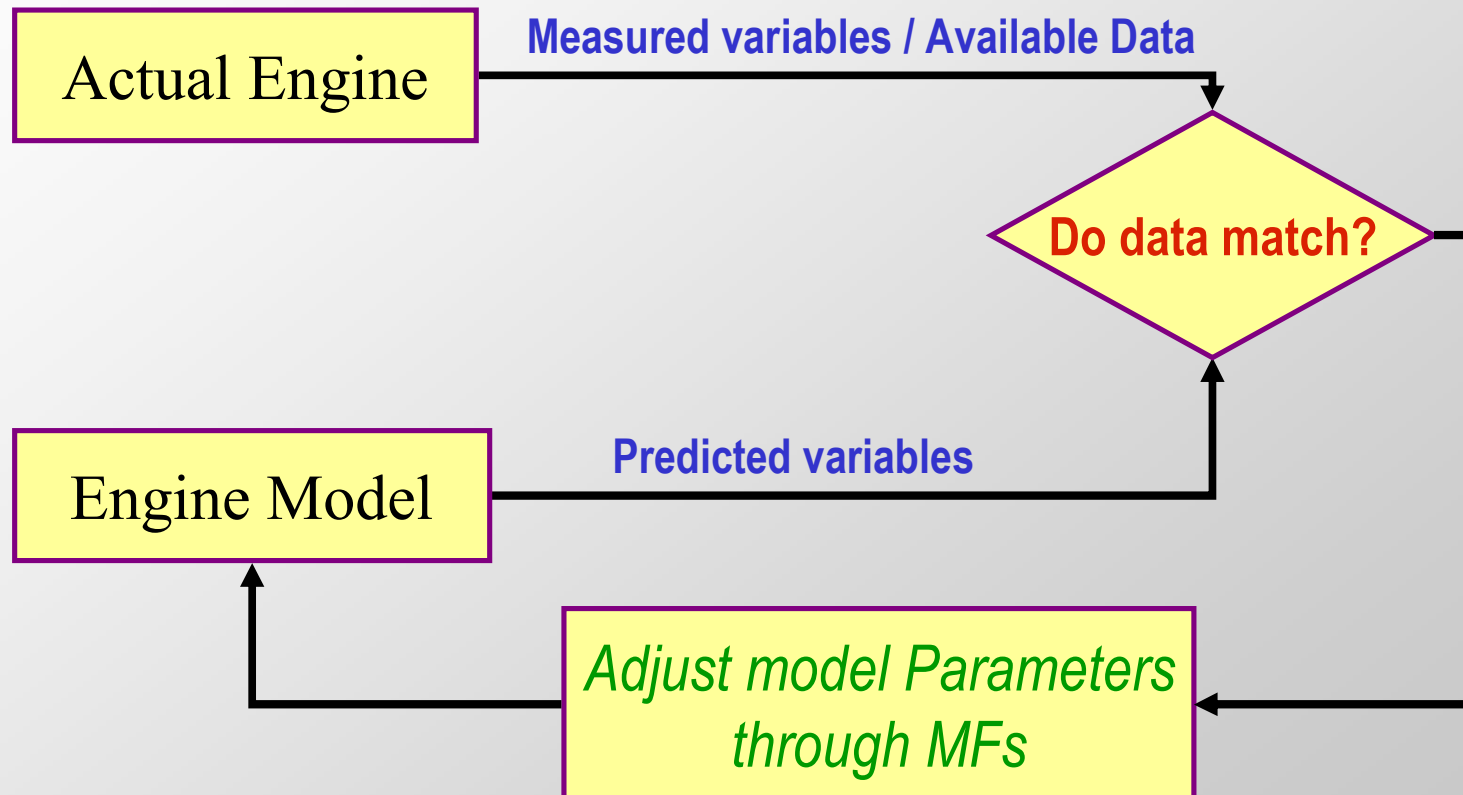 Measured variables / Available Data
Actual Engine
Do data match?
Predicted variables
Engine Model
Adjust model Parameters
through MFs